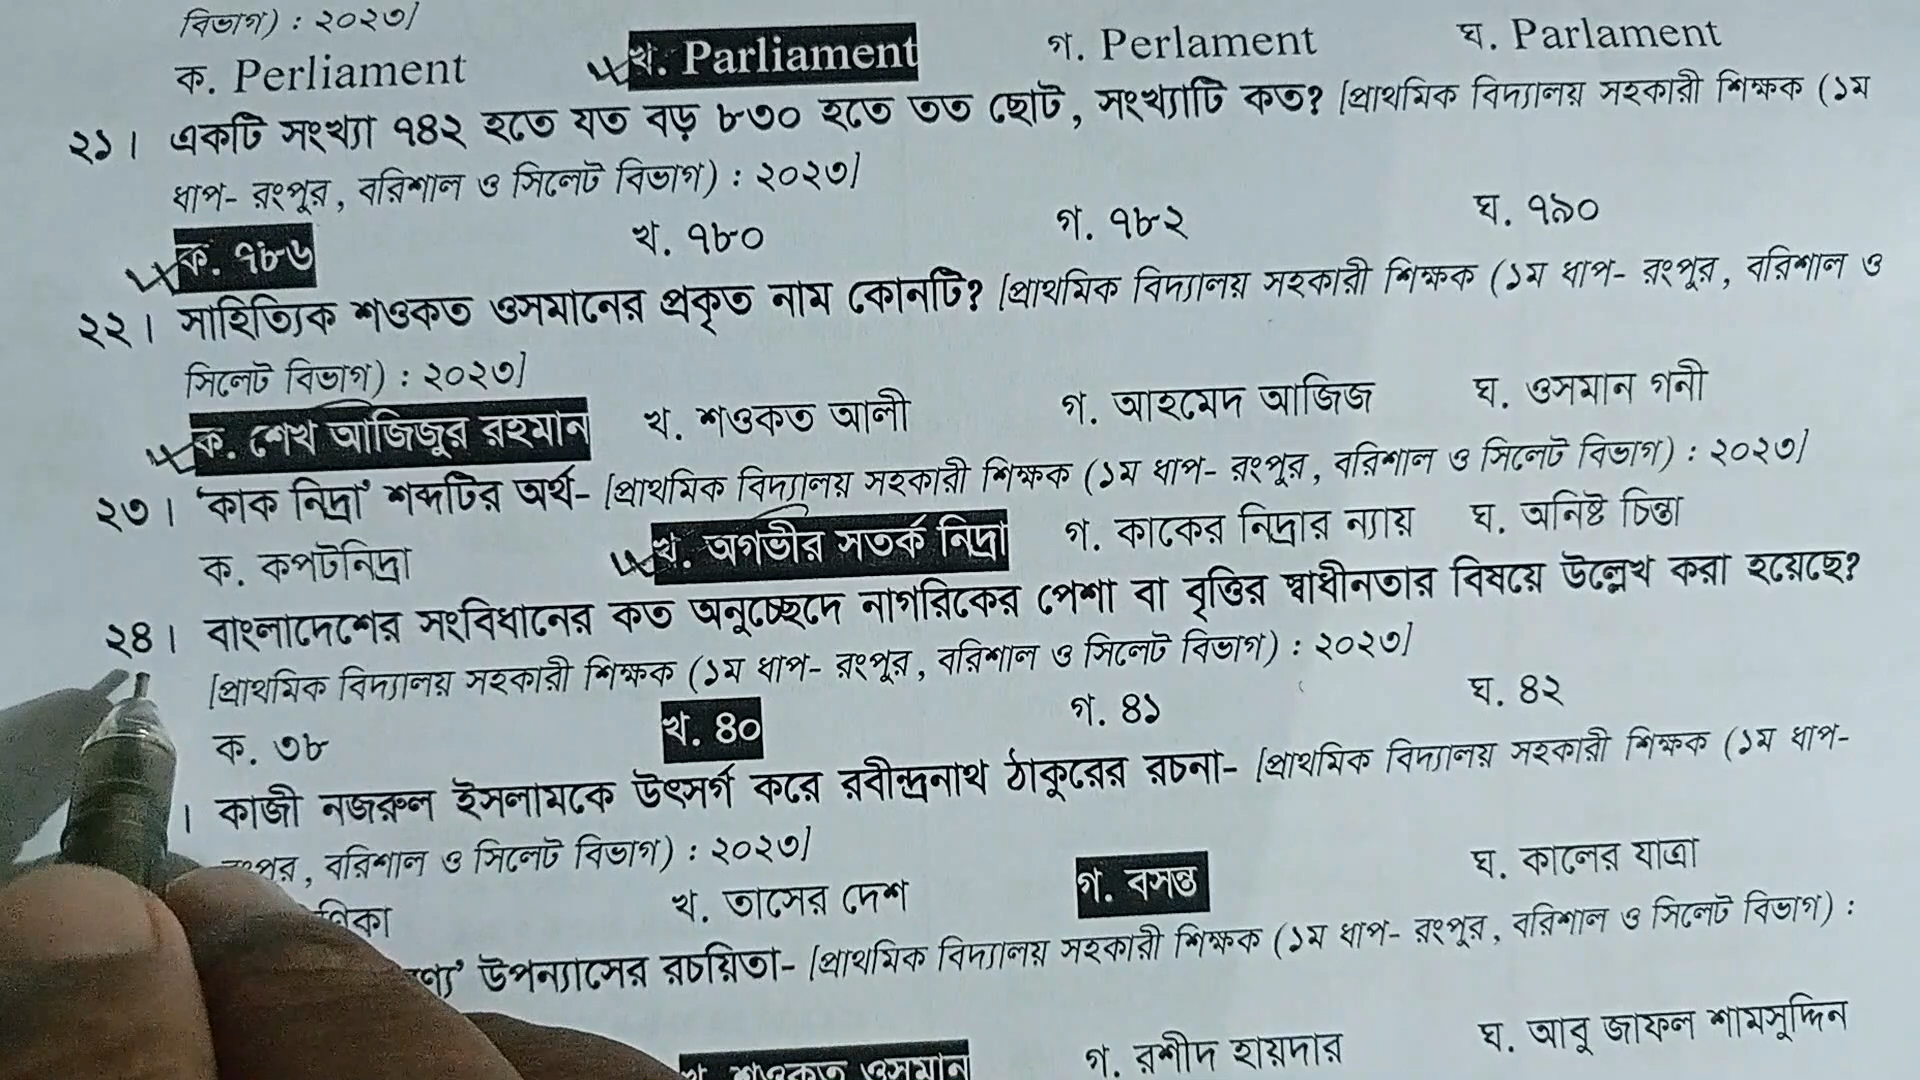 বিভাগ) : ২০২৩]
ক. Perliament খ. Parliament গ. Perlament ঘ. Parlament
২১। একটি সংখ্যা ৭৪২ হতে যত বড় ৮৩০ হতে তত ছোট, সংখ্যাটি কত? [প্রাথমিক বিদ্যালয় সহকারী শিক্ষক (১ম
ধাপ- রংপুর, বরিশাল ও সিলেট বিভাগ) : ২০২৩]
ক. ৭৮৬ খ. ৭৮০ গ. ৭৮২ ঘ. ৭৯০
২২। সাহিত্যিক শওকত ওসমানের প্রকৃত নাম কোনটি? [প্রাথমিক বিদ্যালয় সহকারী শিক্ষক (১ম ধাপ- রংপুর, বরিশাল ও
সিলেট বিভাগ) : ২০২৩]
ক. শেখ আজিজুর রহমান খ. শওকত আলী গ. আহমেদ আজিজ ঘ. ওসমান গনী
২৩। 'কাক নিদ্রা' শব্দটির অর্থ- [প্রাথমিক বিদ্যালয় সহকারী শিক্ষক (১ম ধাপ- রংপুর, বরিশাল ও সিলেট বিভাগ) : ২০২৩]
ক. কপটনিদ্রা খ. অগভীর সতর্ক নিদ্রা গ. কাকের নিদ্রার ন্যায় ঘ. অনিষ্ট চিন্তা
২৪। বাংলাদেশের সংবিধানের কত অনুচ্ছেদে নাগরিকের পেশা বা বৃত্তির স্বাধীনতার বিষয়ে উল্লেখ করা হয়েছে?
[প্রাথমিক বিদ্যালয় সহকারী শিক্ষক (১ম ধাপ- রংপুর, বরিশাল ও সিলেট বিভাগ) : ২০২৩]
ক. ৩৮ খ. ৪০ গ. ৪১ ঘ. ৪২
। কাজী নজরুল ইসলামকে উৎসর্গ করে রবীন্দ্রনাথ ঠাকুরের রচনা- [প্রাথমিক বিদ্যালয় সহকারী শিক্ষক (১ম ধাপ-
বরিশাল ও সিলেট বিভাগ) : ২০২৩]
খ. তাসের দেশ গ. বসন্ত ঘ. কালের যাত্রা
উপন্যাসের রচয়িতা- [প্রাথমিক বিদ্যালয় সহকারী শিক্ষক (১ম ধাপ- রংপুর, বরিশাল ও সিলেট বিভাগ) :
খ. শওকত ওসমান গ. রশীদ হায়দার ঘ. আবু জাফল শামসুদ্দিন